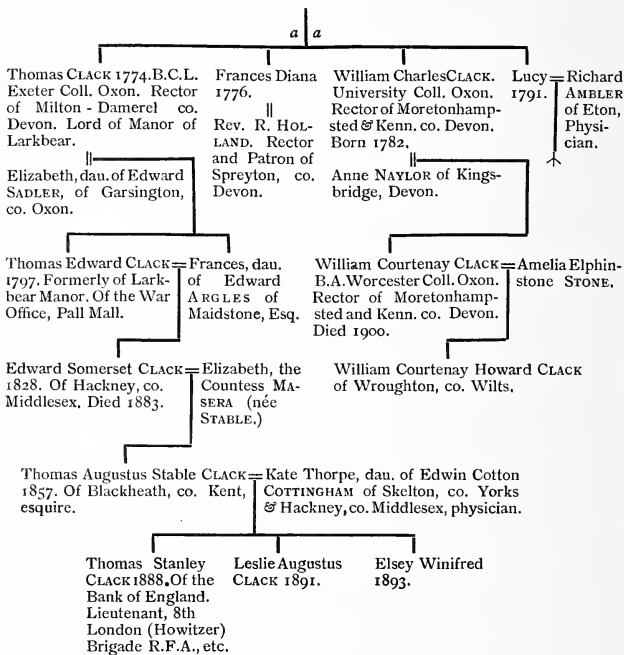 a a
Thomas CLACK 1774. B.C.L.
Exeter Coll. Oxon. Rector
of Milton - Damerel co.
Devon. Lord of Manor of
Larkbear.
||
Elizabeth, dau. of Edward
SADLER, of Garsington,
co. Oxon.
Frances Diana
1776.
||
Rev. R. HOL-
LAND. Rector
and Patron of
Spreyton, co.
Devon.
William Charles CLACK.
University Coll. Oxon.
Rector of Moretonhamp-
sted & Kenn. co. Devon.
Born 1782.
||
Anne NAYLOR of Kings-
bridge, Devon.
Lucy = Richard
1791. AMBLER
of Eton,
Physi-
cian.
Thomas Edward CLACK = Frances, dau.
1797. Formerly of Lark- of Edward
bear Manor. Of the War ARGLES of
Office, Pall Mall. Maidstone, Esq.
William Courtenay CLACK = Amelia Elphin-
B.A. Worcester Coll. Oxon. stone STONE.
Rector of Moretonhamp-
sted and Kenn. co. Devon.
Died 1900.
Edward Somerset CLACK = Elizabeth, the
1828. Of Hackney, co. Countess MA-
Middlesex. Died 1883. SERA (née
STABLE.)
William Courtenay Howard CLACK
of Wroughton, co. Wilts.
Thomas Augustus Stable CLACK = Kate Thorpe, dau. of Edwin Cotton
1857. Of Blackheath, co. Kent, COTTINGHAM of Skelton, co. Yorks
esquire. & Hackney, co. Middlesex, physician.
Thomas Stanley
CLACK 1888. Of the
Bank of England.
Lieutenant, 8th
London (Howitzer)
Brigade R.F.A., etc.
Leslie Augustus
CLACK 1891.
Elsey Winifred
1893.